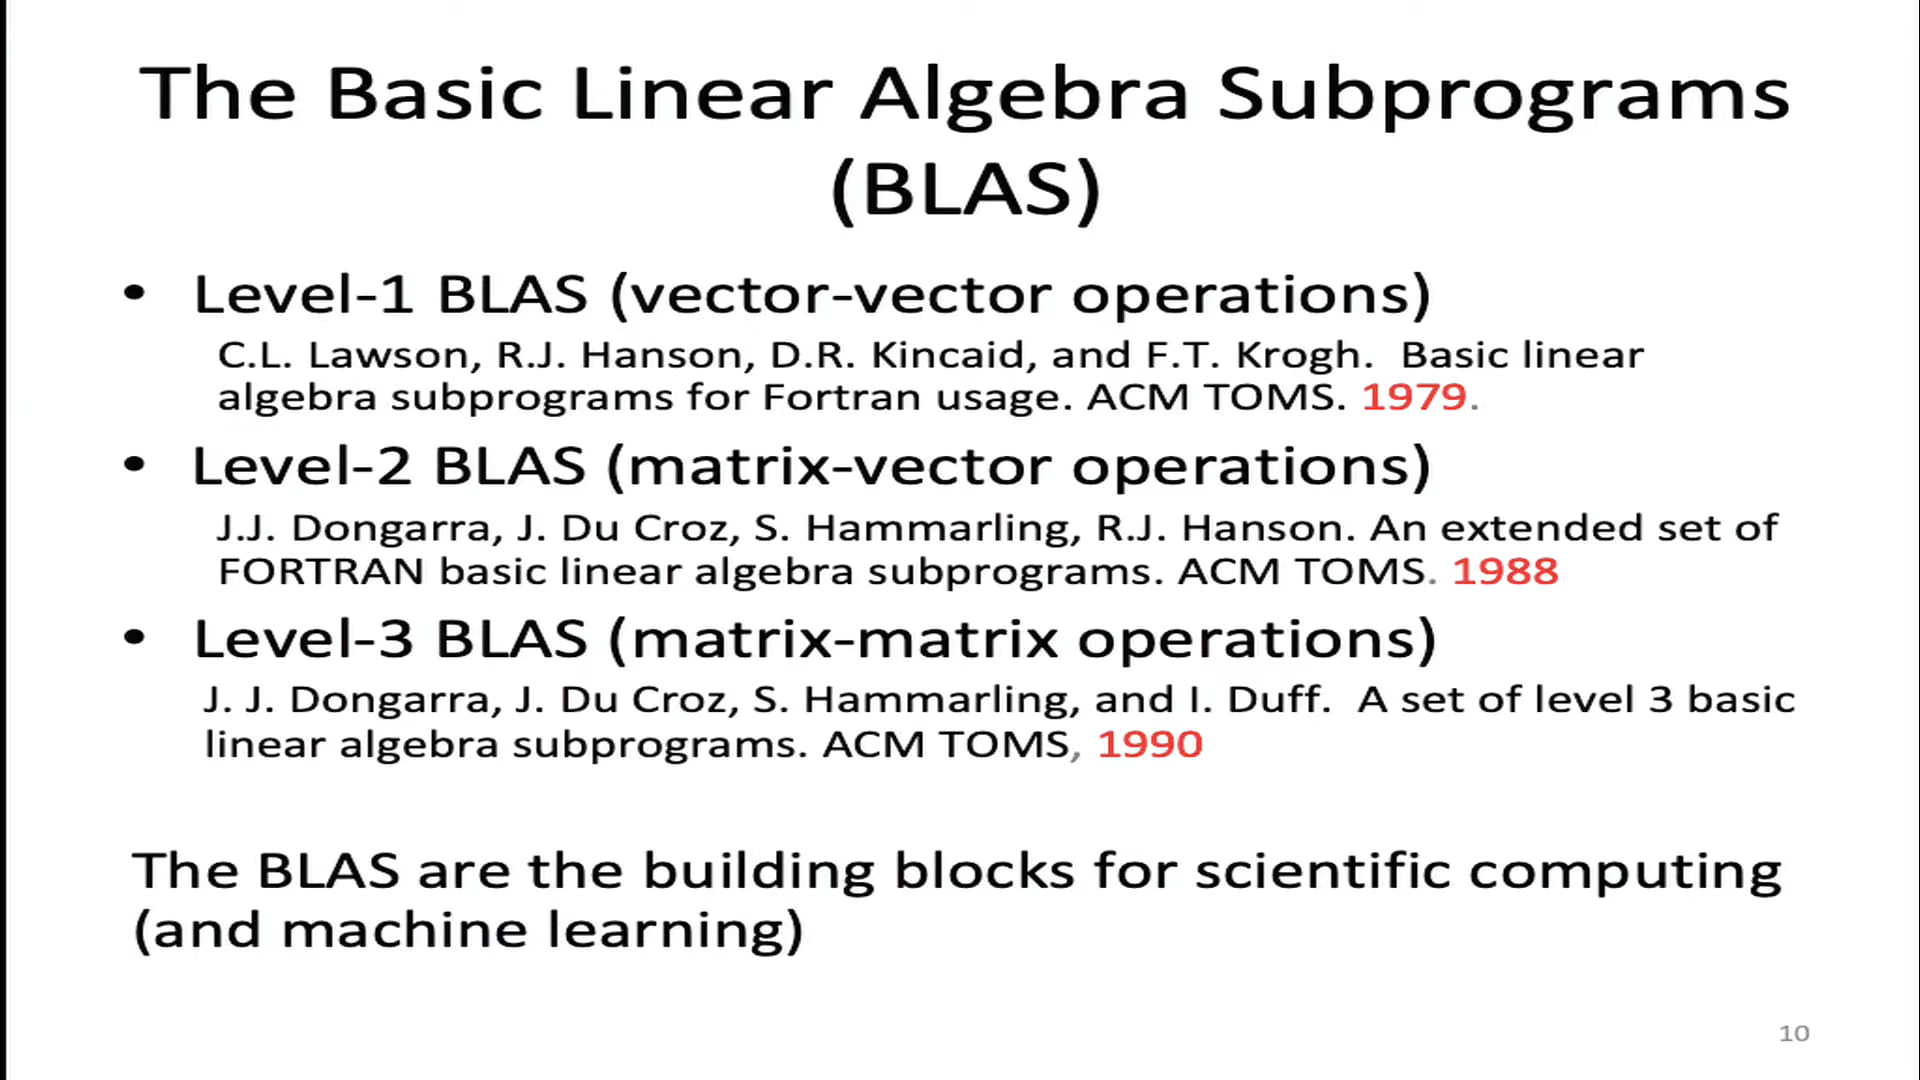 The Basic Linear Algebra Subprograms
(BLAS)
• Level-1 BLAS (vector-vector operations)
C.L. Lawson, R.J. Hanson, D.R. Kincaid, and F.T. Krogh. Basic linear
algebra subprograms for Fortran usage. ACM TOMS. 1979.
• Level-2 BLAS (matrix-vector operations)
J.J. Dongarra, J. Du Croz, S. Hammarling, R.J. Hanson. An extended set of
FORTRAN basic linear algebra subprograms. ACM TOMS. 1988
• Level-3 BLAS (matrix-matrix operations)
J. J. Dongarra, J. Du Croz, S. Hammarling, and I. Duff. A set of level 3 basic
linear algebra subprograms. ACM TOMS, 1990
The BLAS are the building blocks for scientific computing
(and machine learning)
10